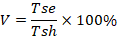 V = Tse/Tsh × 100%